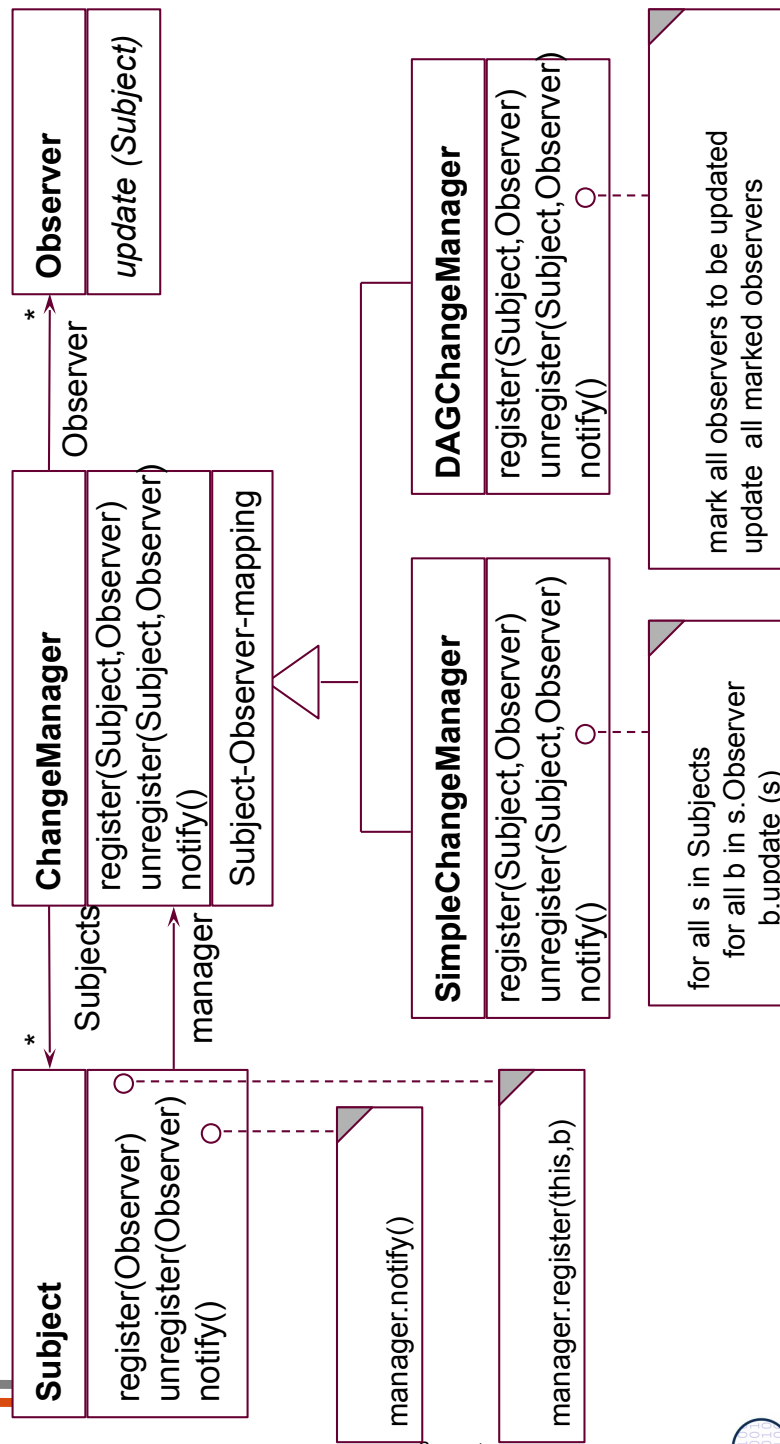 Subject
register(Observer)
unregister(Observer)
notify()
*
Subjects
manager
ChangeManager
register(Subject,Observer)
unregister(Subject,Observer)
notify()
Subject-Observer-mapping
*
Observer
Observer
update (Subject)
manager.notify()
manager.register(this,b)
SimpleChangeManager
register(Subject,Observer)
unregister(Subject,Observer)
notify()
DAGChangeManager
register(Subject,Observer)
unregister(Subject,Observer)
notify()
for all s in Subjects
for all b in s.Observer
b.update (s)
mark all observers to be updated
update all marked observers